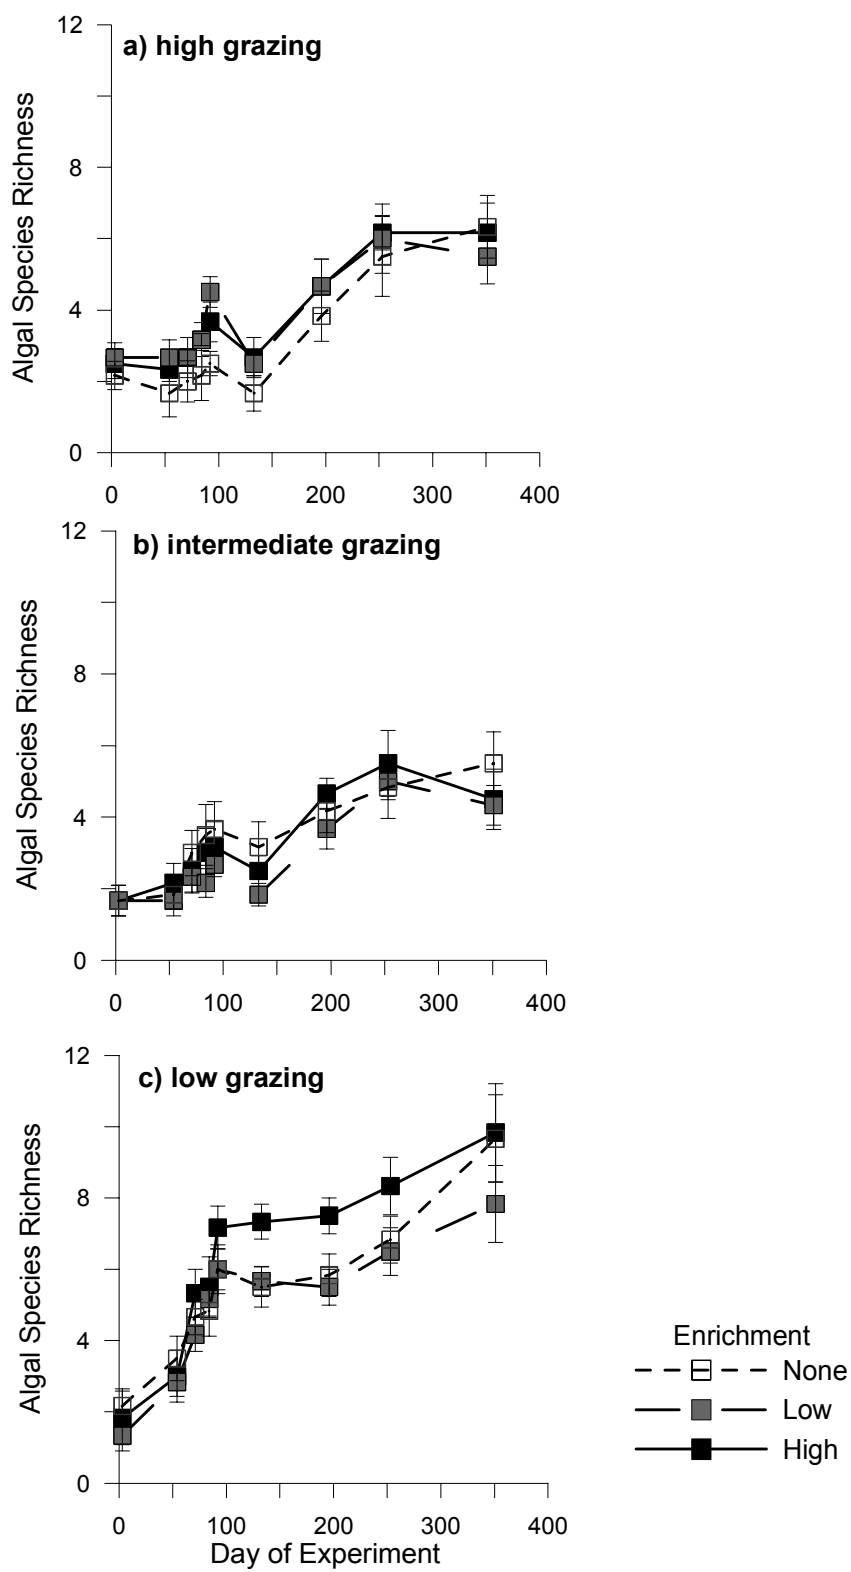 12
a) high grazing
8
4
0
Algal Species Richness
0 100 200 300 400
12
b) intermediate grazing
8
4
0
Algal Species Richness
0 100 200 300 400
12
c) low grazing
8
4
0
Algal Species Richness
0 100 200 300 400
Day of Experiment
Enrichment
None
Low
High